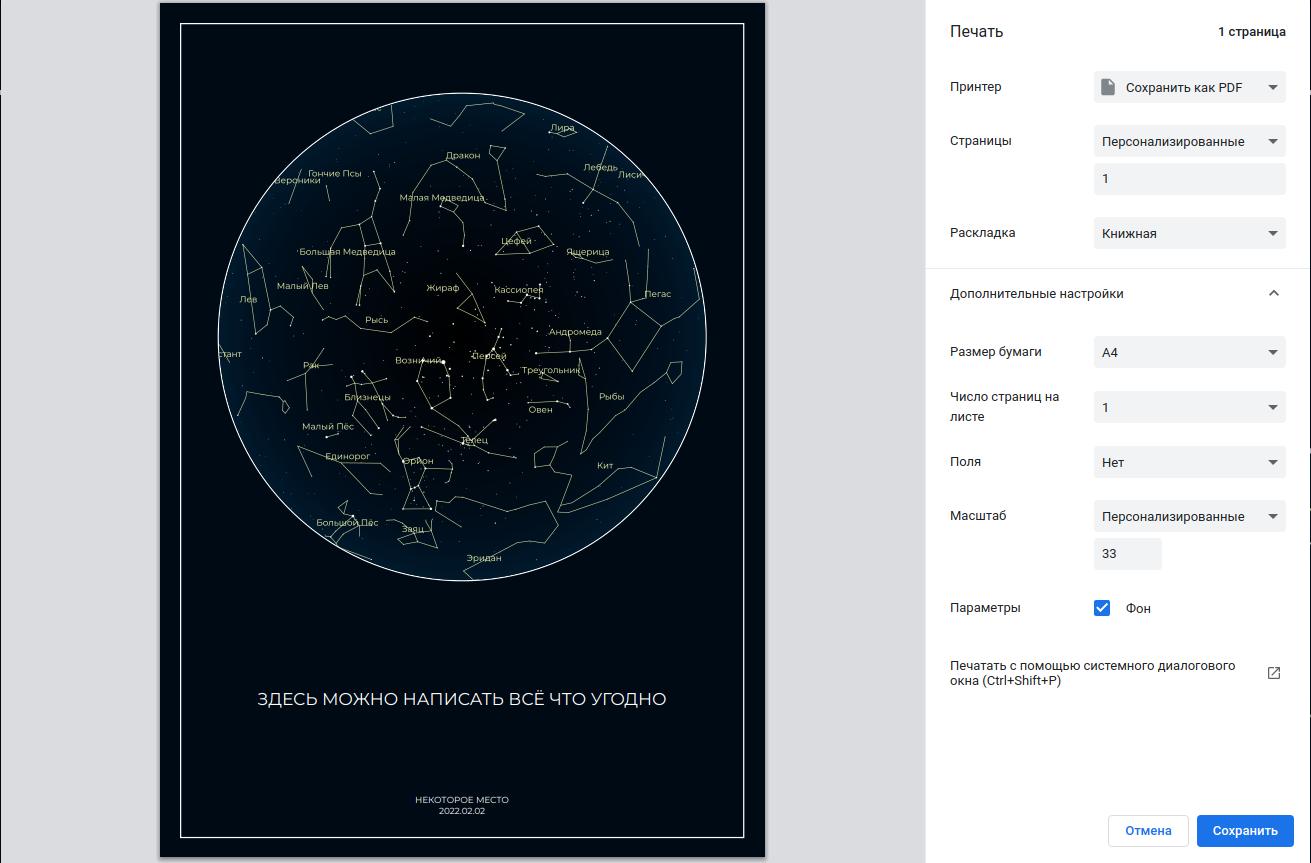 Лира
Дракон
Гончие Псы
Лебедь
Вероники
Лиси
Малая Медведица
Цефей
Большая Медведица
Ящерица
Малый Лев
Жираф
Кассиопея
Лев
Пегас
Рысь
Андромеда
стант
Возничий
Персей
Рак
Треугольник
Близнецы
Рыбы
Овен
Малый Пёс
Телец
Единорог
Орион
Кит
Большой Пёс
Заяц
Эридан
ЗДЕСЬ МОЖНО НАПИСАТЬ ВСЁ ЧТО УГОДНО
НЕКОТОРОЕ МЕСТО
2022.02.02
Печать
1 страница
Принтер
Сохранить как PDF
Страницы
Персонализированные
1
Раскладка
Книжная
Дополнительные настройки
Размер бумаги
A4
Число страниц на
листе
1
Поля
Нет
Масштаб
Персонализированные
33
Параметры
Фон
Печатать с помощью системного диалогового
окна (Ctrl+Shift+P)
Отмена
Сохранить